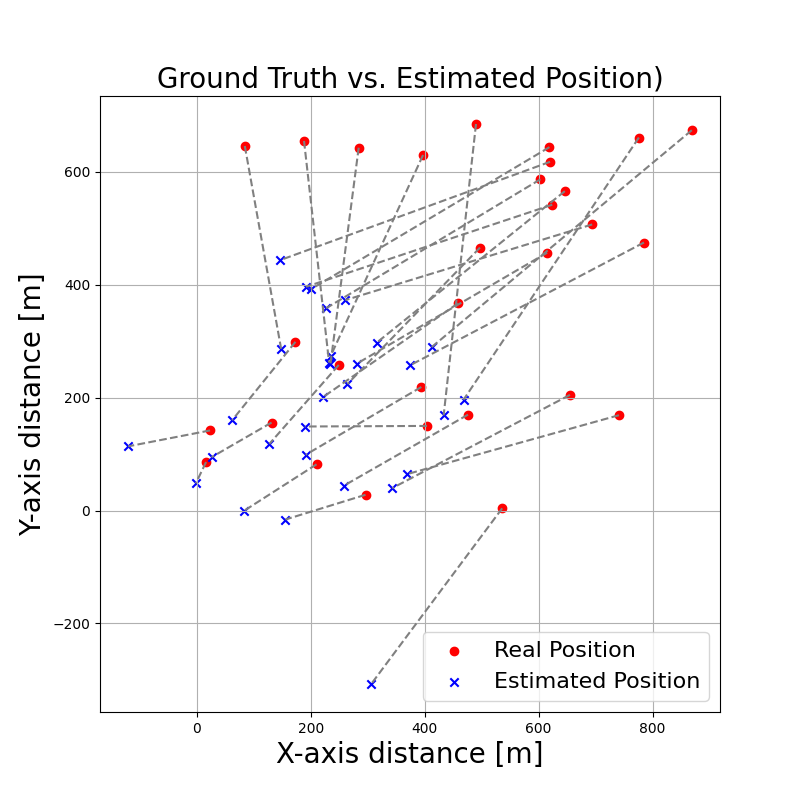 Ground Truth vs. Estimated Position)
Y-axis distance [m]
600
400
200
0
−200
0 200 400 600 800
X-axis distance [m]
Real Position
Estimated Position